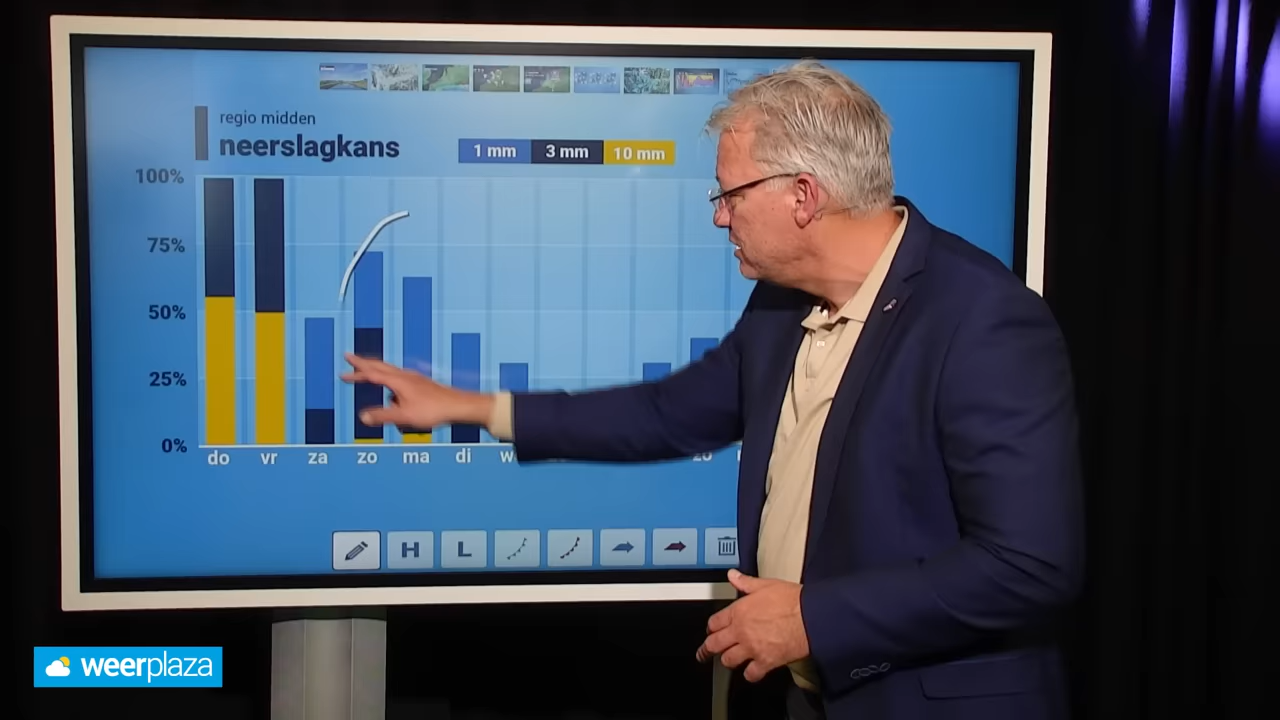 regio midden
neerslagkans
1 mm 3 mm 10 mm
100%
75%
50%
25%
0%
do vr za zo ma di w zo
H L
weerplaza